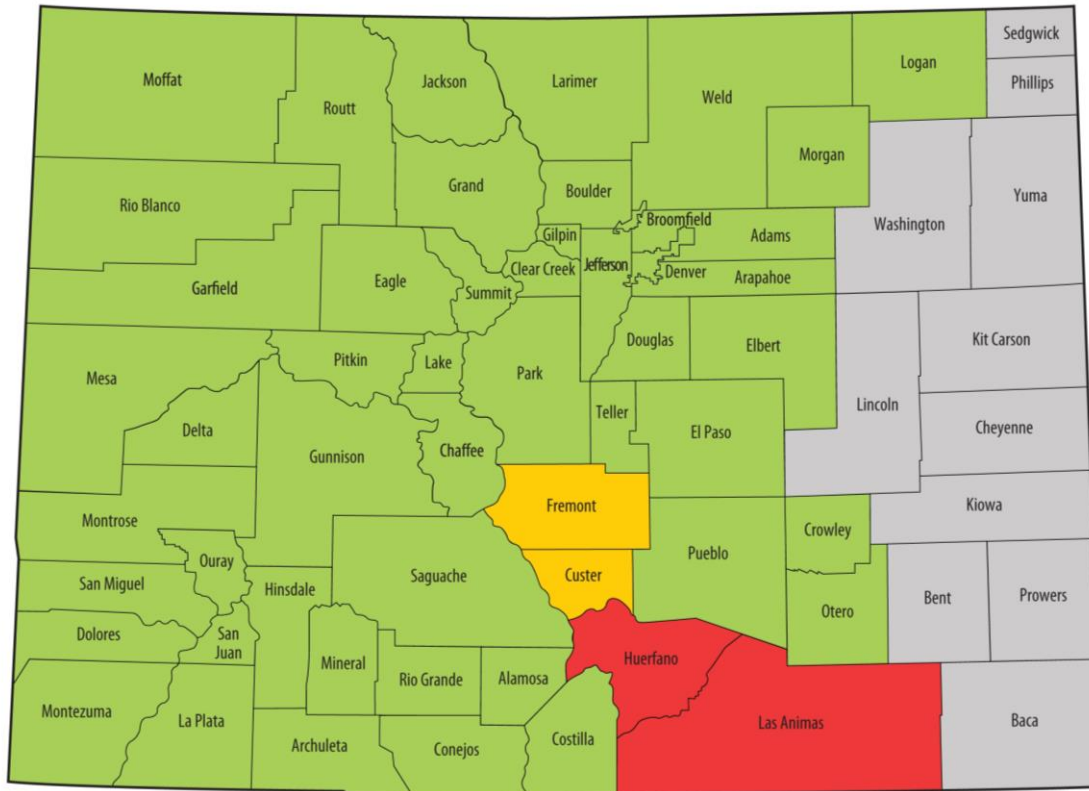 Sedgwick
Logan
Moffat
Jackson
Larimer
Phillips
Weld
Routt
Morgan
Grand
Boulder
Yuma
Rio Blanco
Washington
Broomfield
Gilpin
Adams
Clear Creek
Jefferson
Denver
Arapahoe
Eagle
Garfield
Summit
Kit Carson
Douglas
Elbert
Pitkin
Lake
Mesa
Park
Lincoln
Teller
Delta
El Paso
Cheyenne
Chaffee
Gunnison
Fremont
Kiowa
Montrose
Crowley
Ouray
Pueblo
Saguache
Custer
San Miguel
Hinsdale
Bent
Prowers
Otero
Dolores
San
Juan
Mineral
Huerfano
Rio Grande
Alamosa
Montezuma
La Plata
Las Animas
Baca
Costilla
Archuleta
Conejos